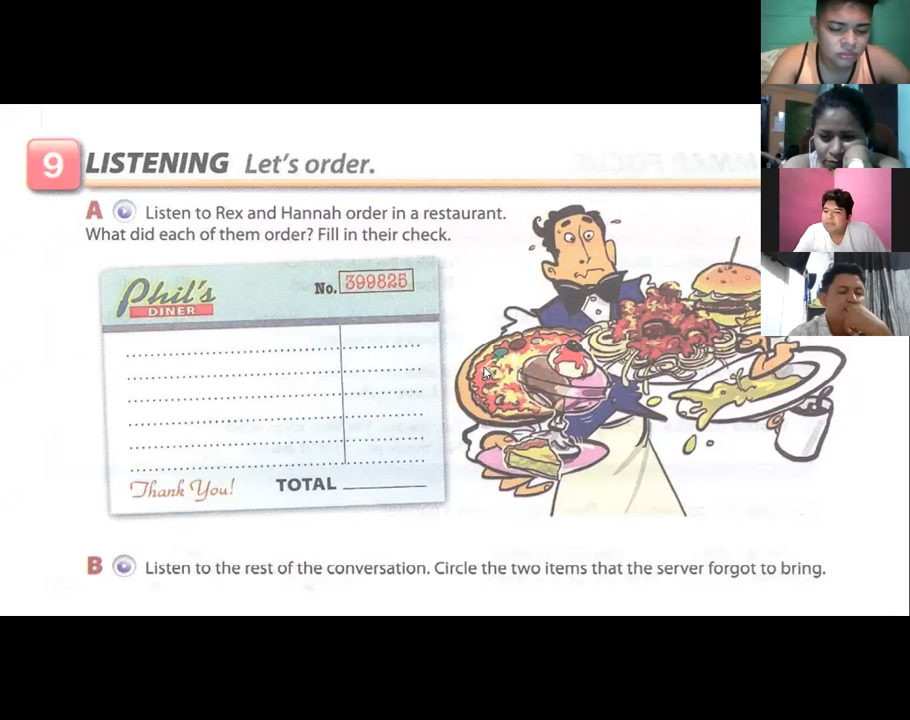 9 LISTENING Let's order.
A Listen to Rex and Hannah order in a restaurant.
What did each of them order? Fill in their check.
Phil's
DINER
No. 399825
Thank You! TOTAL
B Listen to the rest of the conversation. Circle the two items that the server forgot to bring.